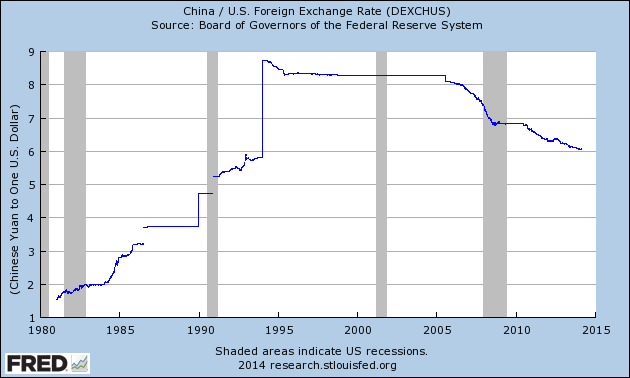 China / U.S. Foreign Exchange Rate (DEXCHUS)
Source: Board of Governors of the Federal Reserve System
(Chinese Yuan to One U.S. Dollar)
9
8
7
6
5
4
3
2
1
1980 1985 1990 1995 2000 2005 2010 2015
Shaded areas indicate US recessions.
FRED
2014 research.stlouisfed.org